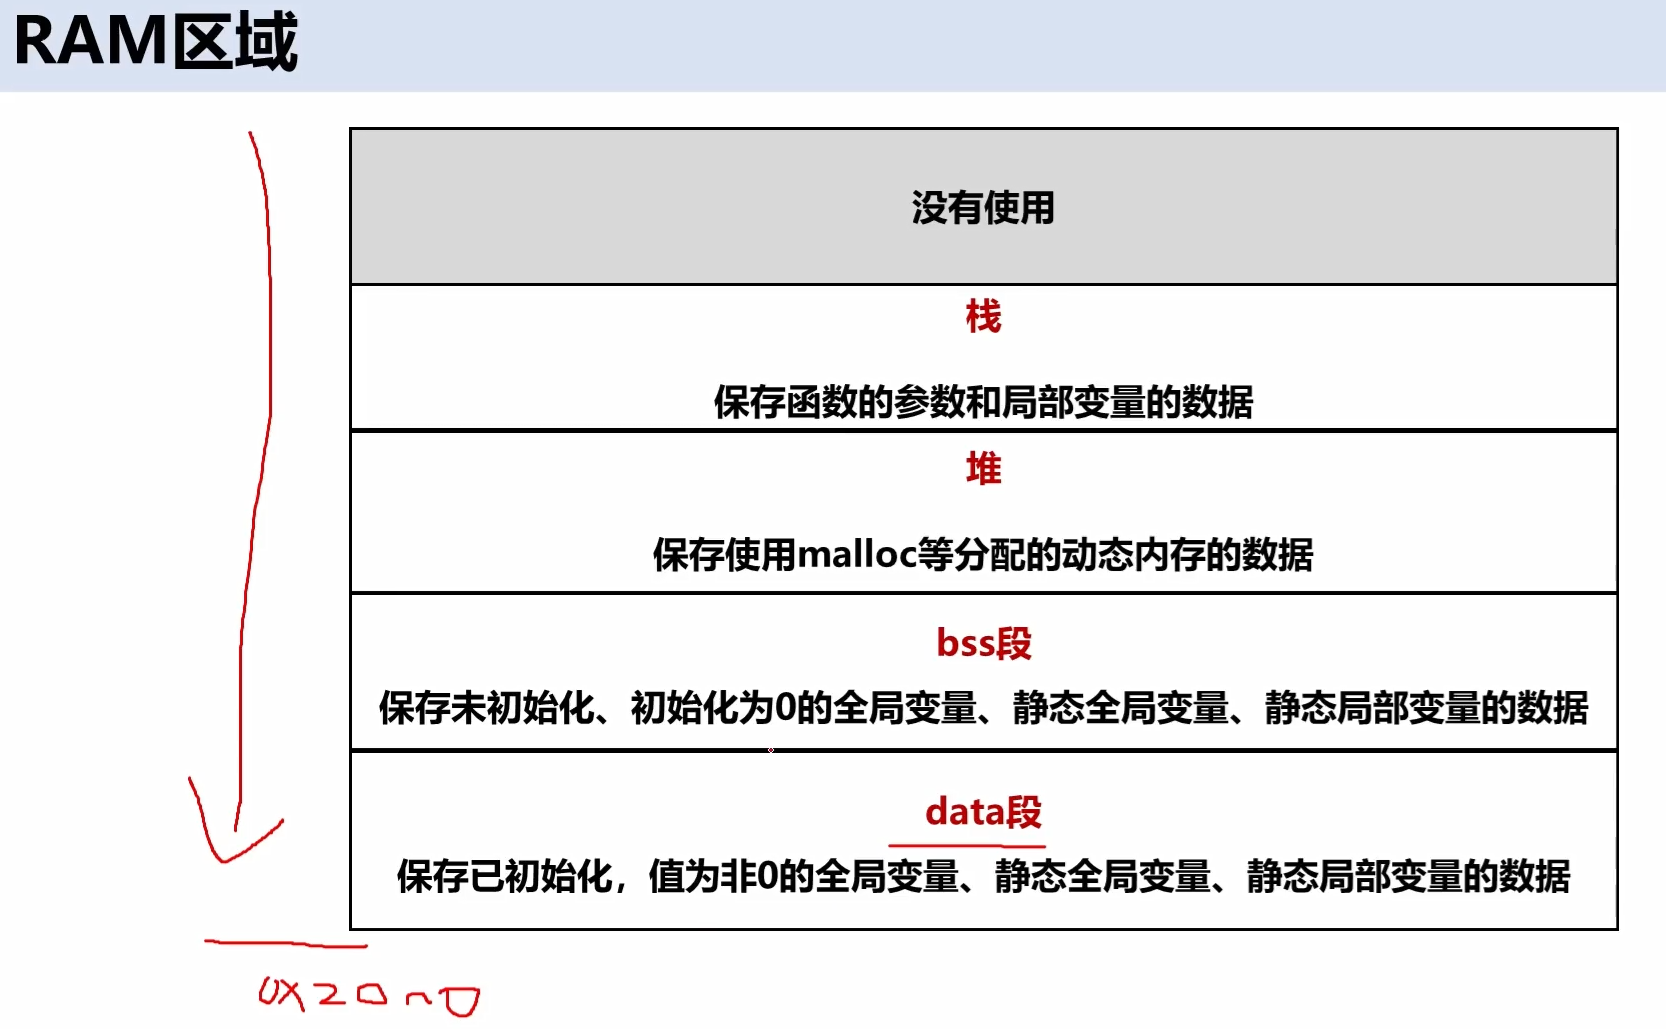 RAM区域
没有使用
栈
保存函数的参数和局部变量的数据
堆
保存使用malloc等分配的动态内存的数据
bss段
保存未初始化、初始化为0的全局变量、静态全局变量、静态局部变量的数据
data段
保存已初始化，值为非0的全局变量、静态全局变量、静态局部变量的数据